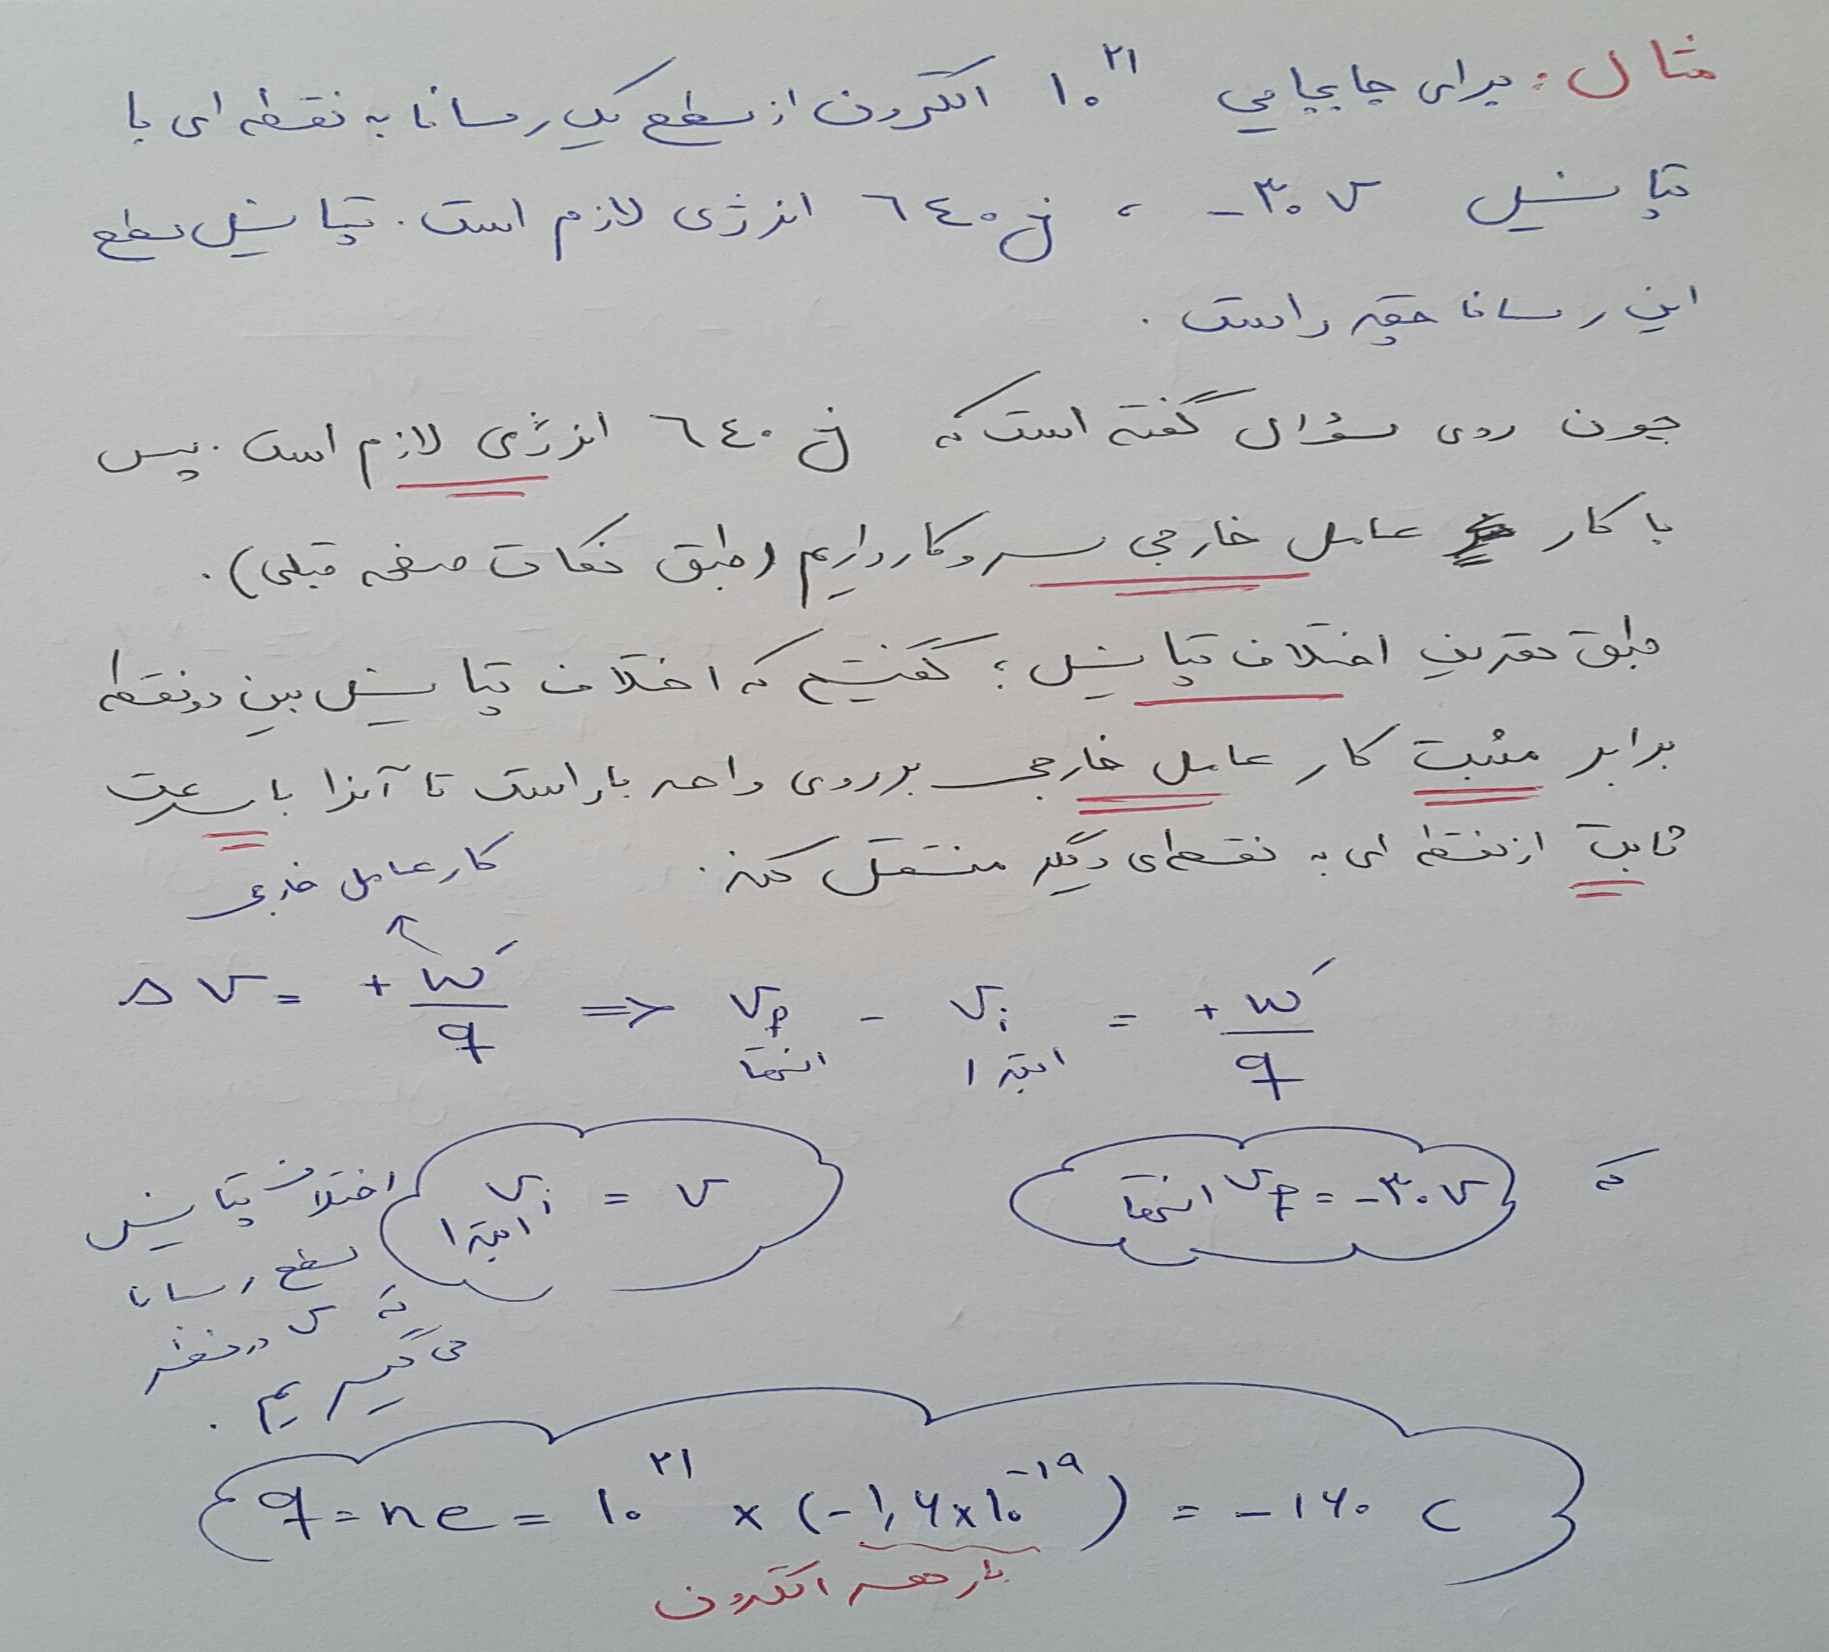 مثال: برای جابجایی ۱۰^۲۱ الکترون از سطح یک رسانا به نقطه ای با
پتانسیل -۳۰ V ، ٦٤٠ ژ انرژی لازم است. پتانسیل سطح
این رسانا چقدر است.
چون روی سؤال گفته است که ٦٤٠ ژ انرژی لازم است. پس
با کار عامل خارجی سروکار داریم (طبق نکات صفحه قبلی).
طبق تعریف اختلاف پتانسیل؛ گفتیم که اختلاف پتانسیل بین دو نقطه
برابر مثبت کار عامل خارجی بر روی واحد بار است تا آنرا با سرعت
ثابت از نقطه ای به نقطه‌ای دیگر منتقل کند.
کار عامل خارجی
ΔV = + W′/q ⇒ Vf - Vi = + W′/q
انتها ابتدا
که Vf انتها = -۳۰ V
Vi ابتدا = V
اختلاف پتانسیل
سطح رسانا
که V در نظر
می گیریم.
q = ne = ۱۰^۲۱ × (-۱,۶×۱۰^-۱۹) = -۱۶۰ C
بار هر الکترون